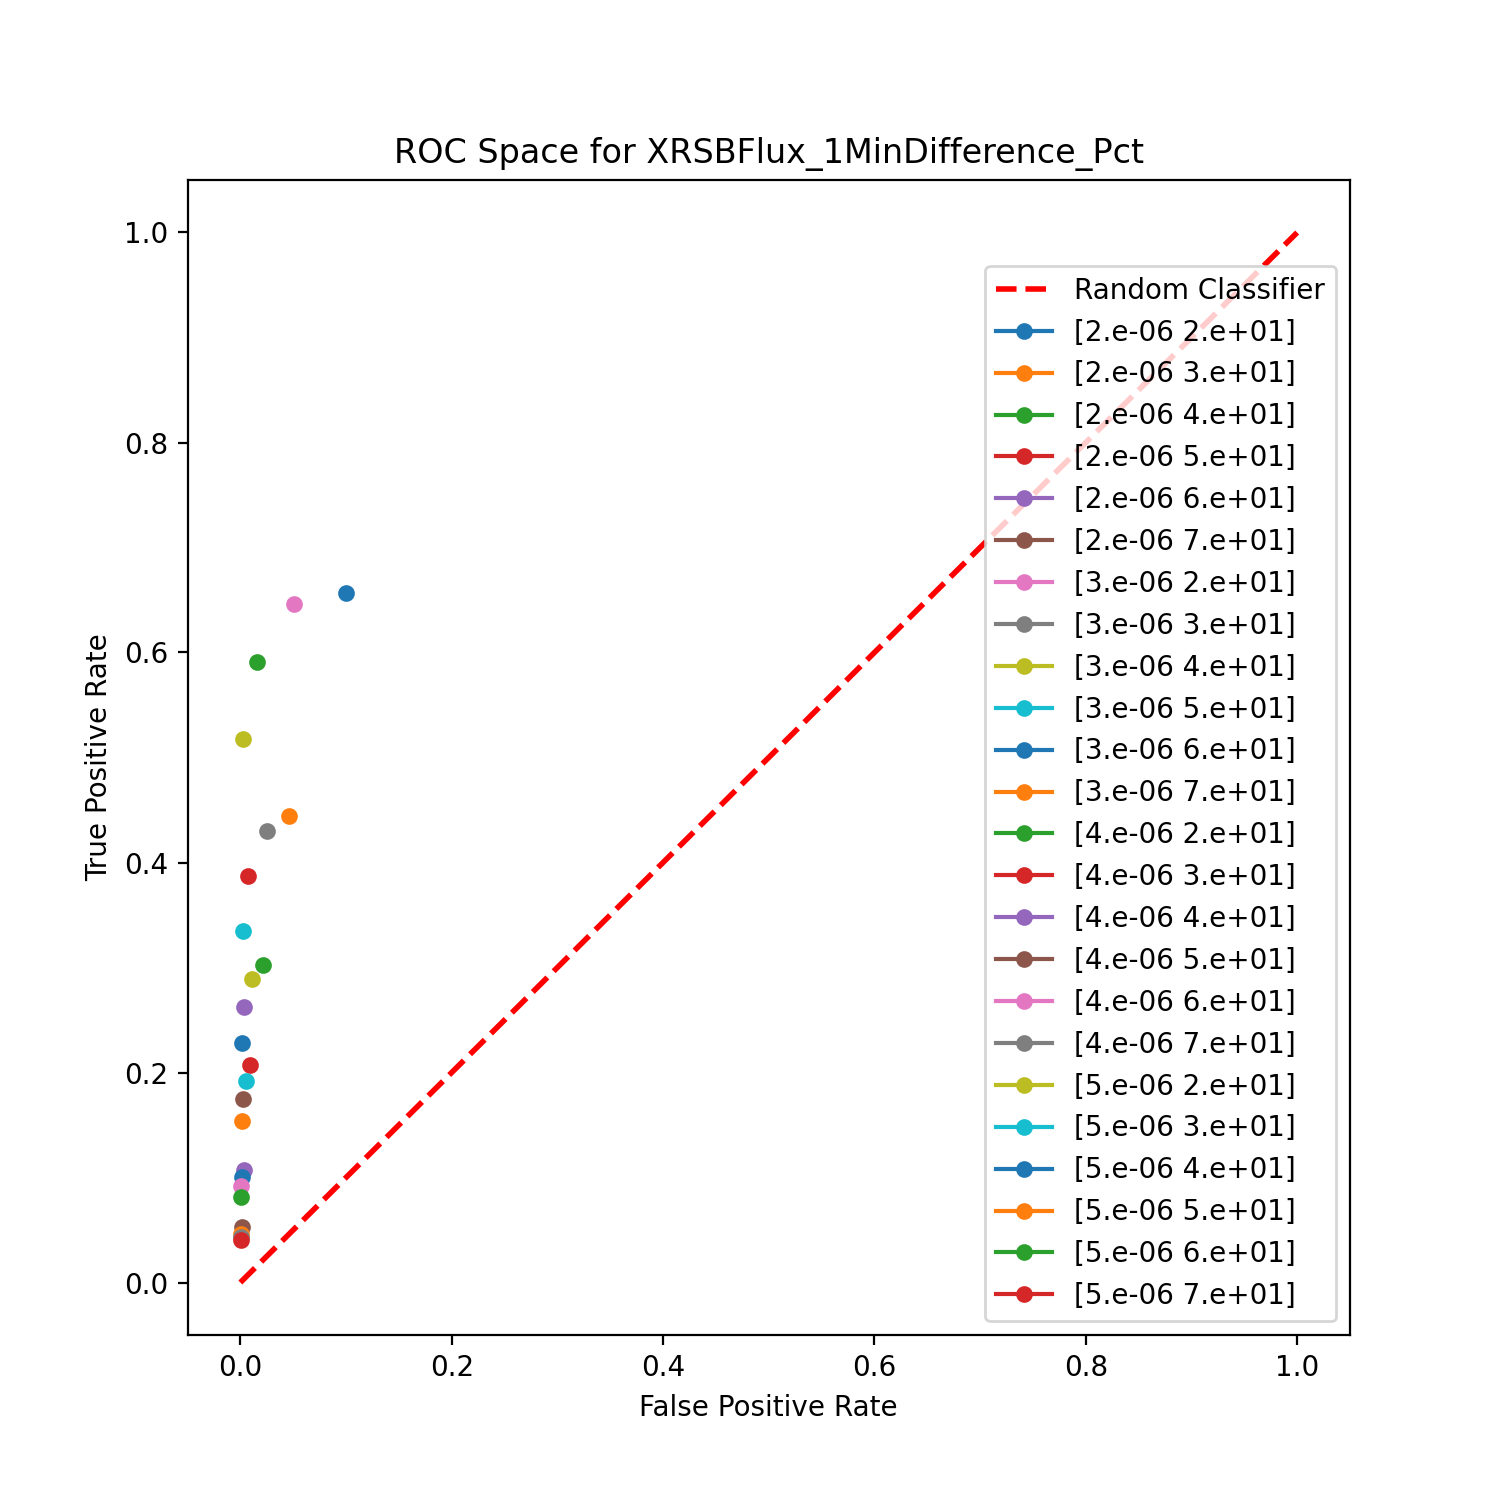 ROC Space for XRSBFlux_1MinDifference_Pct
1.0
0.8
0.6
0.4
0.2
0.0
True Positive Rate
0.0 0.2 0.4 0.6 0.8 1.0
False Positive Rate
Random Classifier
[2.e-06 2.e+01]
[2.e-06 3.e+01]
[2.e-06 4.e+01]
[2.e-06 5.e+01]
[2.e-06 6.e+01]
[2.e-06 7.e+01]
[3.e-06 2.e+01]
[3.e-06 3.e+01]
[3.e-06 4.e+01]
[3.e-06 5.e+01]
[3.e-06 6.e+01]
[3.e-06 7.e+01]
[4.e-06 2.e+01]
[4.e-06 3.e+01]
[4.e-06 4.e+01]
[4.e-06 5.e+01]
[4.e-06 6.e+01]
[4.e-06 7.e+01]
[5.e-06 2.e+01]
[5.e-06 3.e+01]
[5.e-06 4.e+01]
[5.e-06 5.e+01]
[5.e-06 6.e+01]
[5.e-06 7.e+01]